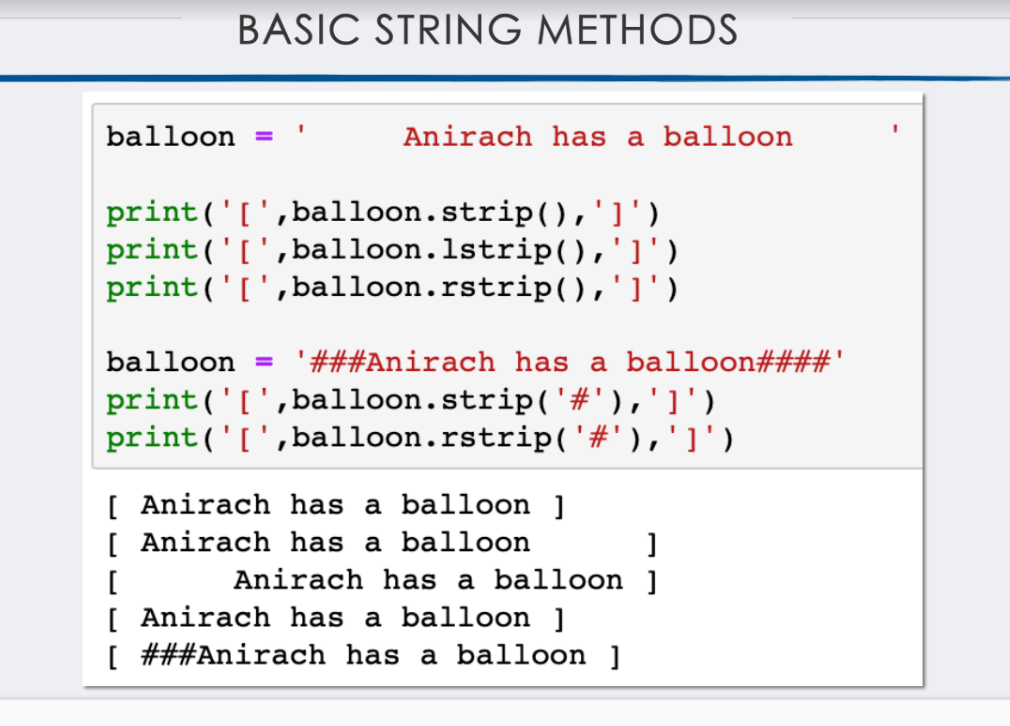 BASIC STRING METHODS
balloon = '     Anirach has a balloon     '
print('[',balloon.strip(),']')
print('[',balloon.lstrip(),']')
print('[',balloon.rstrip(),']')
balloon = '###Anirach has a balloon####'
print('[',balloon.strip('#'),']')
print('[',balloon.rstrip('#'),']')
[ Anirach has a balloon ]
[ Anirach has a balloon      ]
[      Anirach has a balloon ]
[ Anirach has a balloon ]
[ ###Anirach has a balloon ]